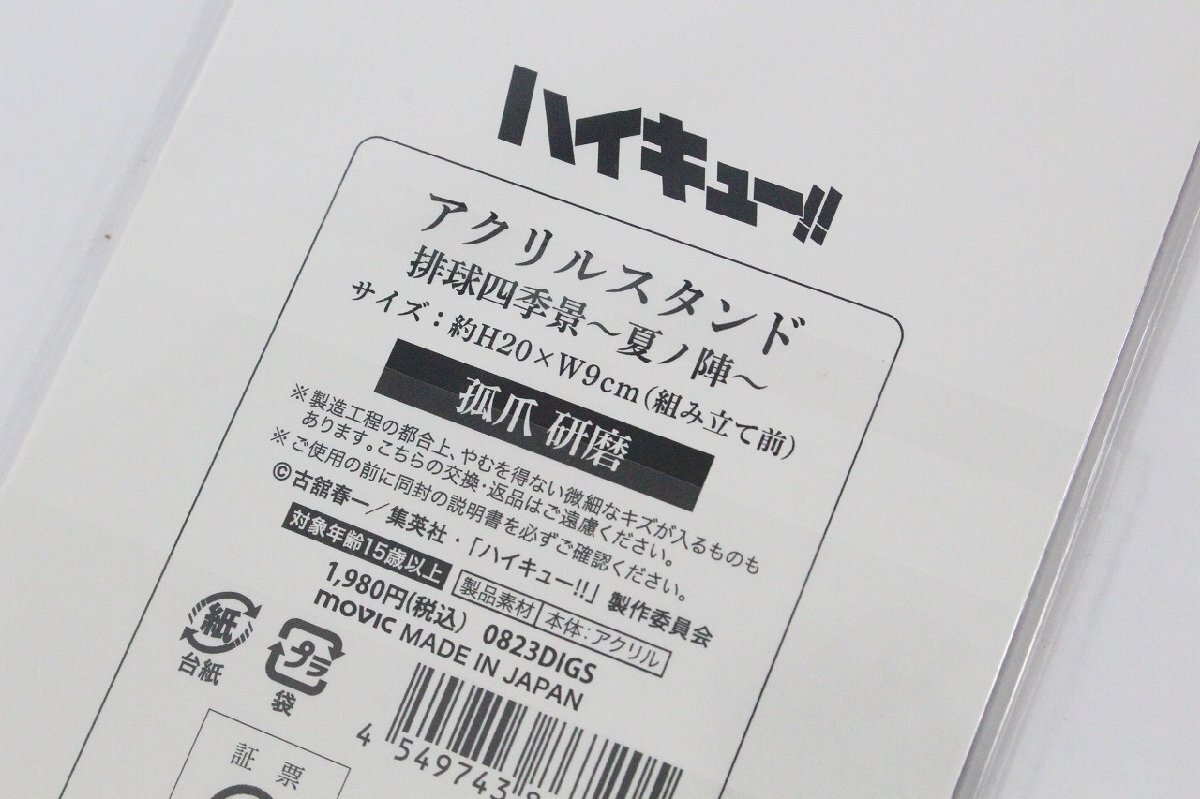 ハイキュー!!
アクリルスタンド
排球四季景～夏ノ陣～
サイズ：約H20×W9cm(組み立て前)
孤爪 研磨
※製造工程の都合上、やむを得ない微細なキズが入るものも
あります。こちらの交換・返品はご遠慮ください。
※ご使用の前に同封の説明書を必ずご確認ください。
©古舘春一／集英社・「ハイキュー!!」製作委員会
対象年齢15歳以上 製品素材 本体：アクリル
1,980円(税込) 0823DIGS
movic MADE IN JAPAN
紙
台紙
プラ
袋
4 549743
証票